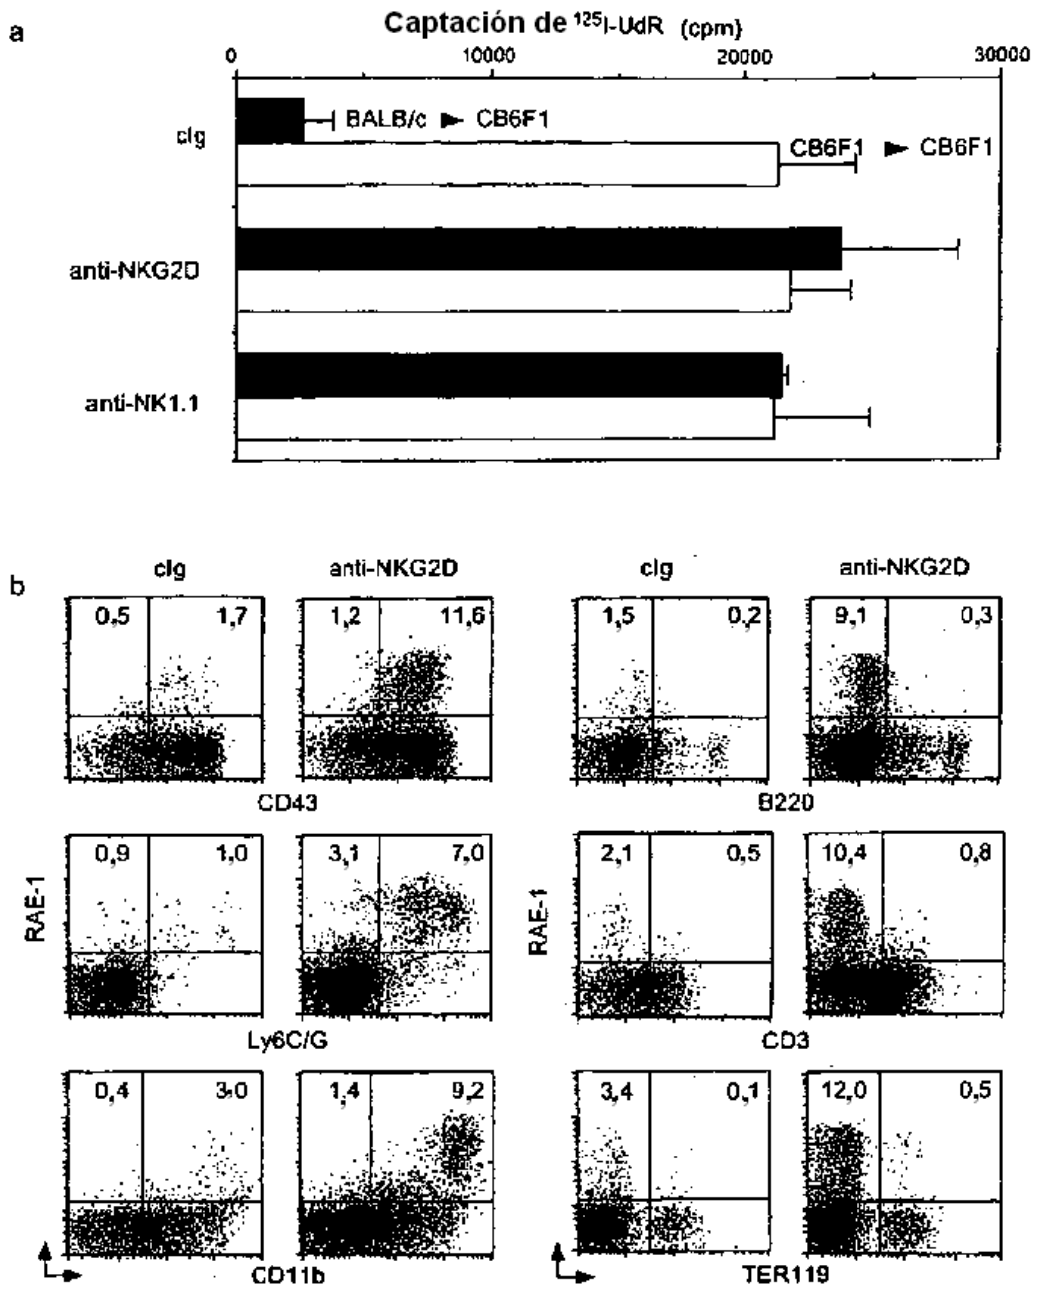 a
Captación de ¹²⁵I-UdR (cpm)
0 10000 20000 30000
cIg
BALB/c ► CB6F1
CB6F1 ► CB6F1
anti-NKG2D
anti-NK1.1
b
cIg anti-NKG2D cIg anti-NKG2D
0,5 1,7 1,2 11,6 1,5 0,2 9,1 0,3
CD43 B220
0,9 1,0 3,1 7,0 2,1 0,5 10,4 0,8
RAE-1 RAE-1
Ly6C/G CD3
0,4 3,0 1,4 9,2 3,4 0,1 12,0 0,5
CD11b TER119